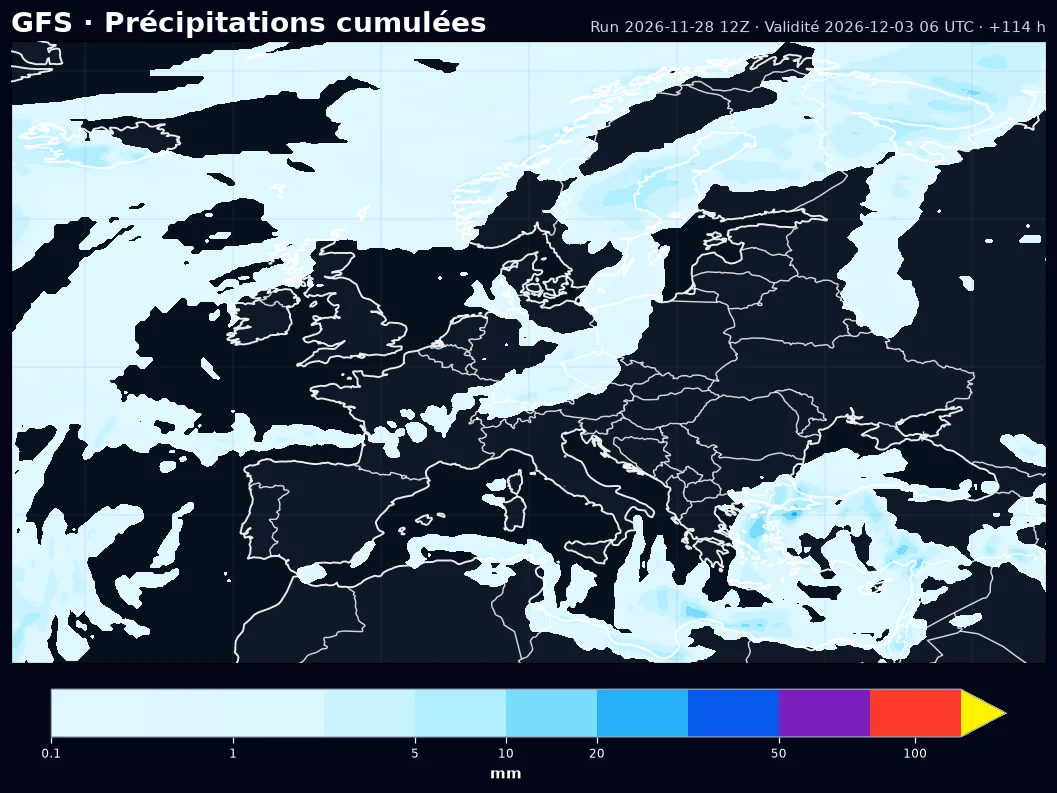 GFS · Précipitations cumulées
Run 2026-11-28 12Z · Validité 2026-12-03 06 UTC · +114 h
0.1 1 5 10 20 50 100
mm